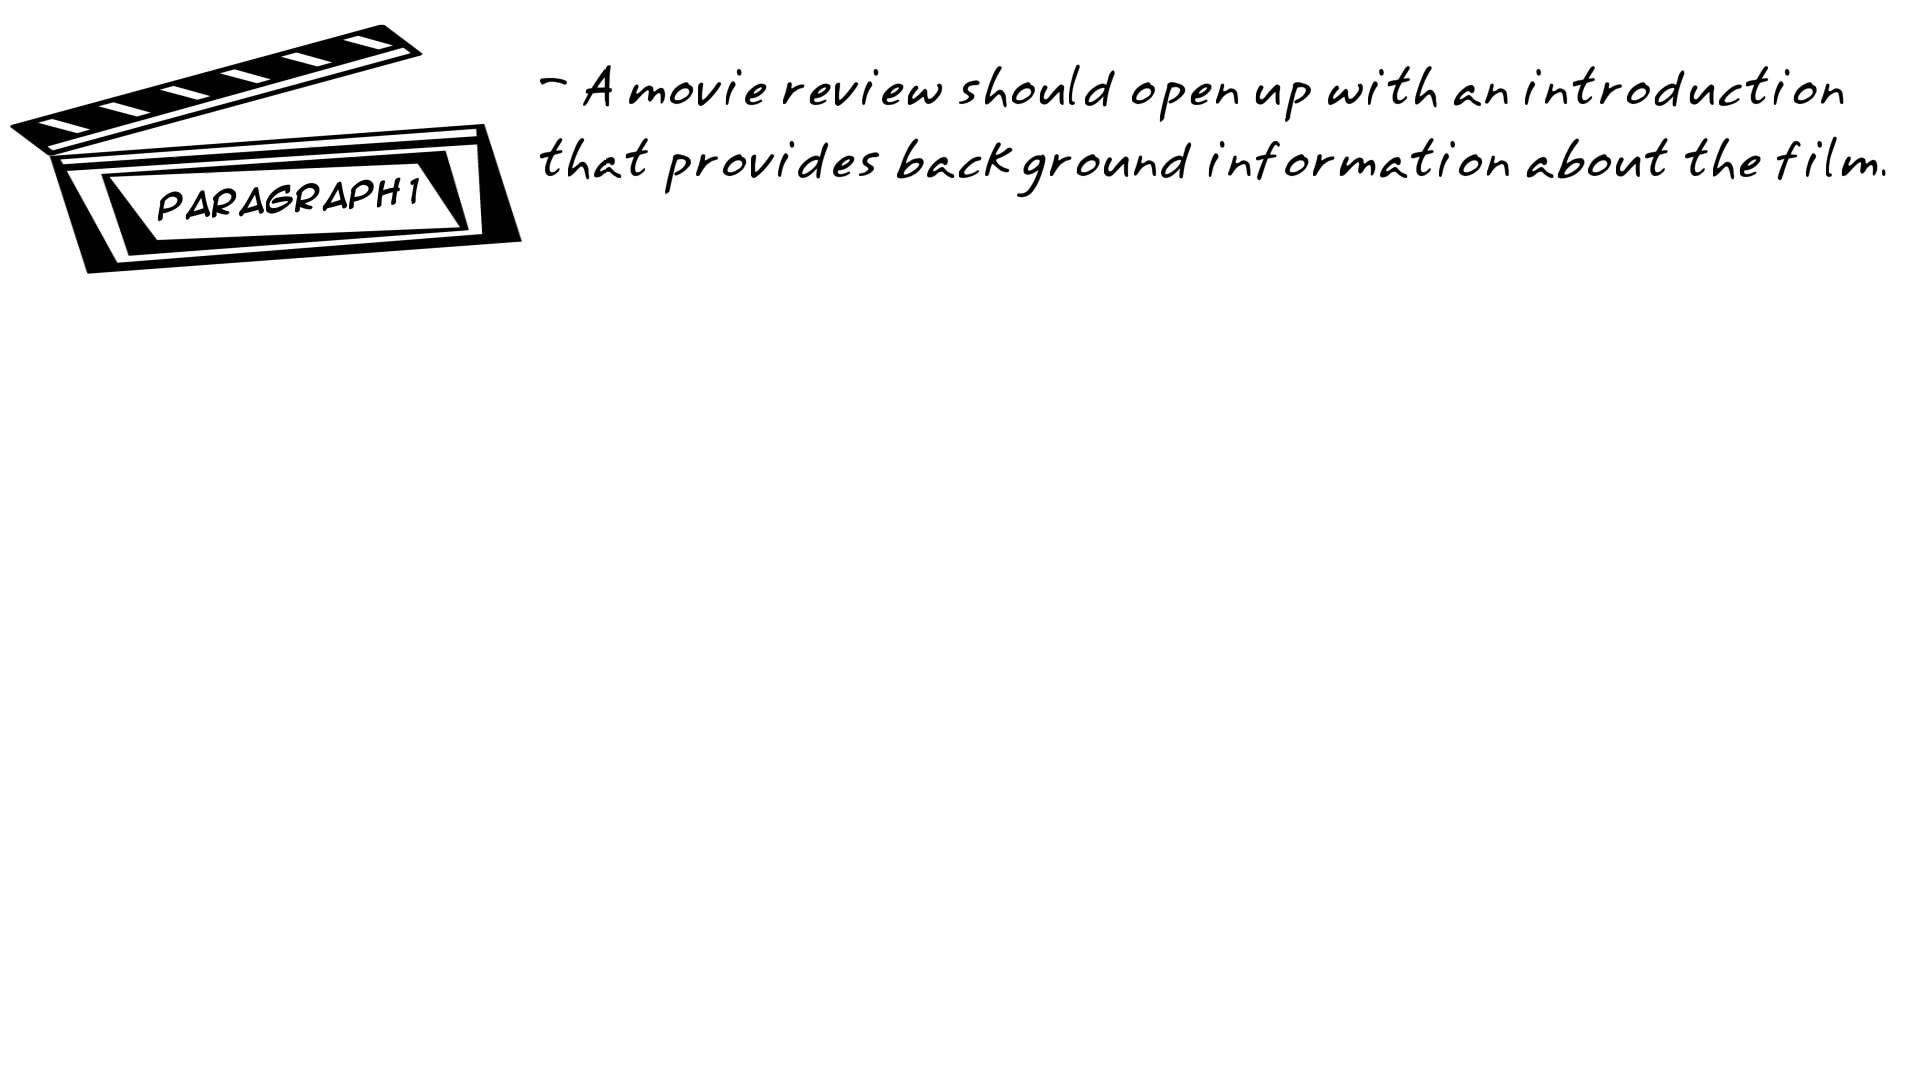 PARAGRAPH 1
- A movie review should open up with an introduction
that provides background information about the film.